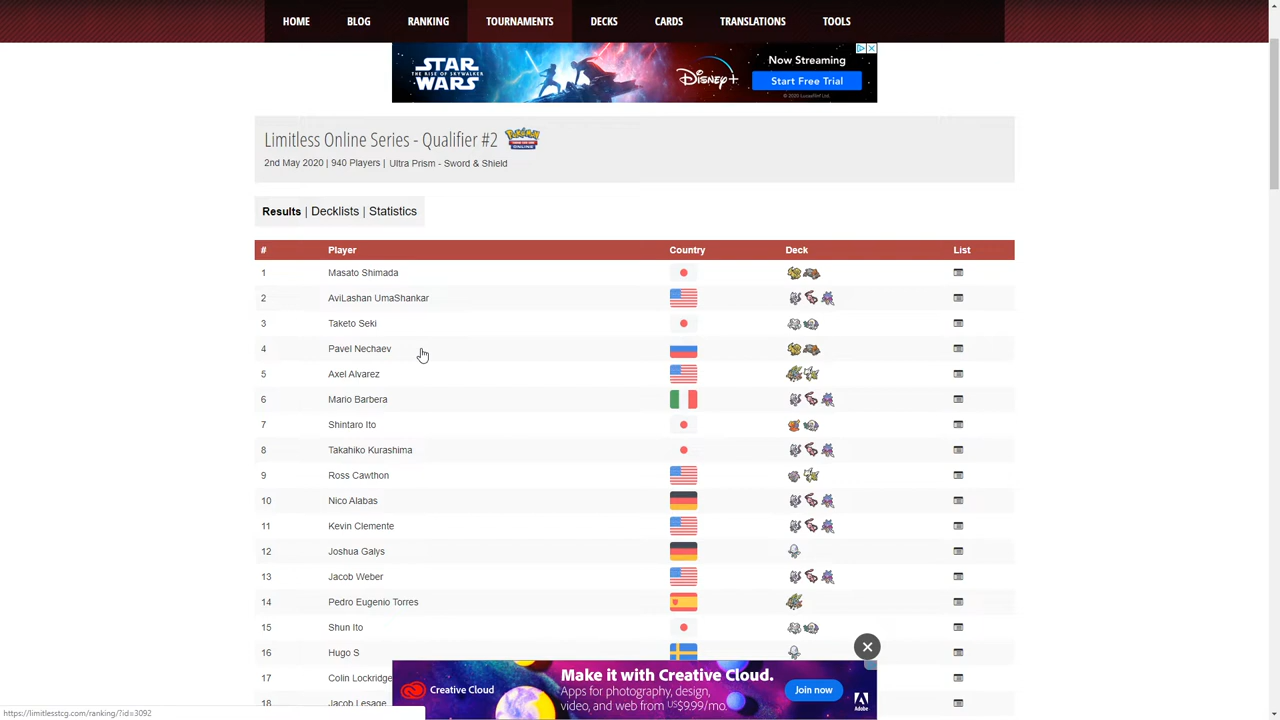 HOME BLOG RANKING TOURNAMENTS DECKS CARDS TRANSLATIONS TOOLS
STAR WARS
THE RISE OF SKYWALKER
Disney+
Now Streaming
Start Free Trial
© 2020 Lucasfilm Ltd.
Limitless Online Series - Qualifier #2
2nd May 2020 | 940 Players | Ultra Prism - Sword & Shield
Results | Decklists | Statistics
# Player Country Deck List
1 Masato Shimada
2 AviLashan UmaShankar
3 Taketo Seki
4 Pavel Nechaev
5 Axel Alvarez
6 Mario Barbera
7 Shintaro Ito
8 Takahiko Kurashima
9 Ross Cawthon
10 Nico Alabas
11 Kevin Clemente
12 Joshua Galys
13 Jacob Weber
14 Pedro Eugenio Torres
15 Shun Ito
16 Hugo S
17 Colin Lockridge
18 Jacob Lesage
Creative Cloud
Make it with Creative Cloud.
Apps for photography, design,
video, and web from US$999/mo.
Join now
Adobe
https://limitlesstcg.com/ranking/?id=3092